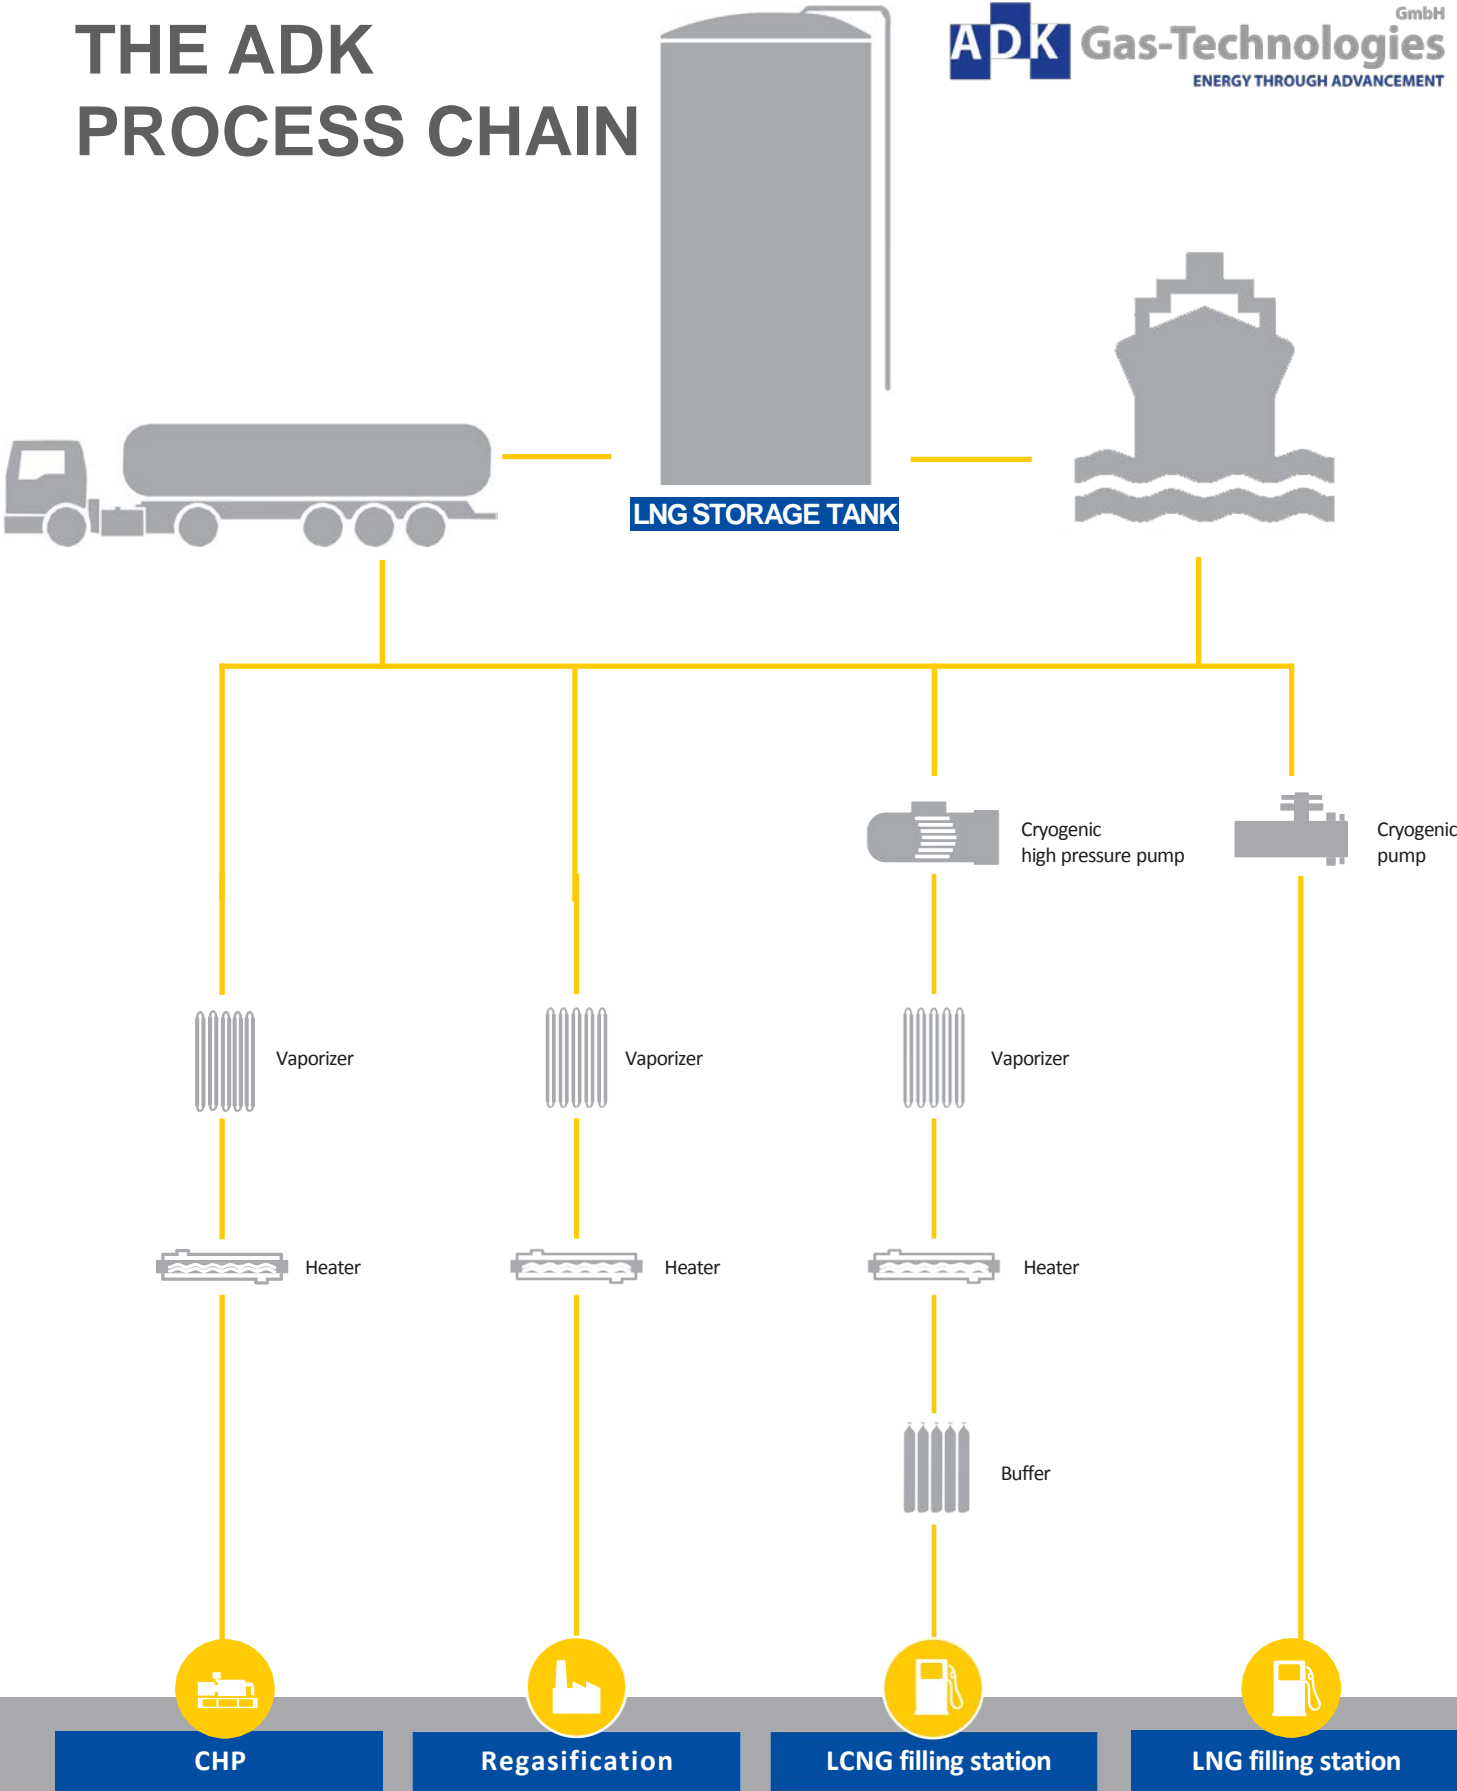 THE ADK
PROCESS CHAIN
ADK Gas-Technologies
GmbH
ENERGY THROUGH ADVANCEMENT
LNG STORAGE TANK
Cryogenic
high pressure pump
Cryogenic
pump
Vaporizer
Vaporizer
Vaporizer
Heater
Heater
Heater
Buffer
CHP
Regasification
LCNG filling station
LNG filling station